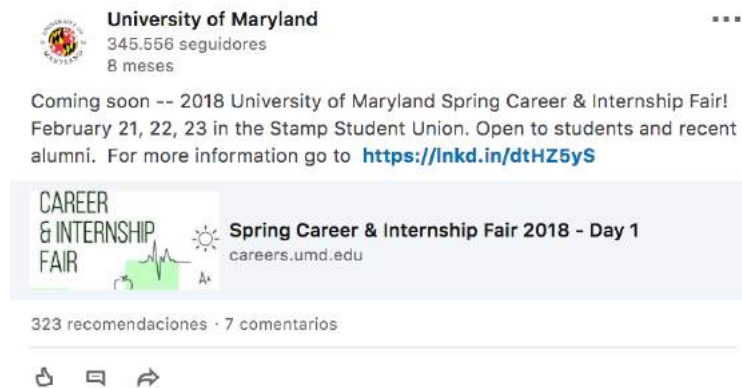 University of Maryland
345.556 seguidores
8 meses
Coming soon -- 2018 University of Maryland Spring Career & Internship Fair!
February 21, 22, 23 in the Stamp Student Union. Open to students and recent
alumni. For more information go to https://lnkd.in/dtHZ5yS
CAREER
& INTERNSHIP
FAIR
A+
Spring Career & Internship Fair 2018 - Day 1
careers.umd.edu
323 recomendaciones · 7 comentarios